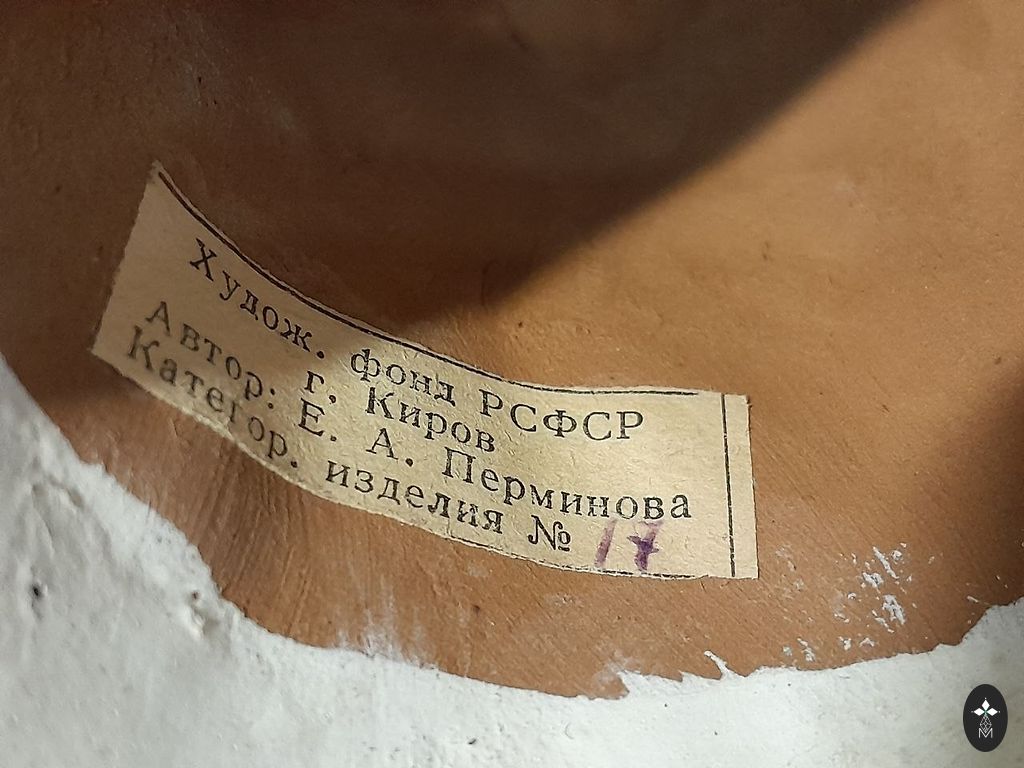 Худож. фонд РСФСР
г. Киров
Автор: Е. А. Перминова
Категор. изделия № 17